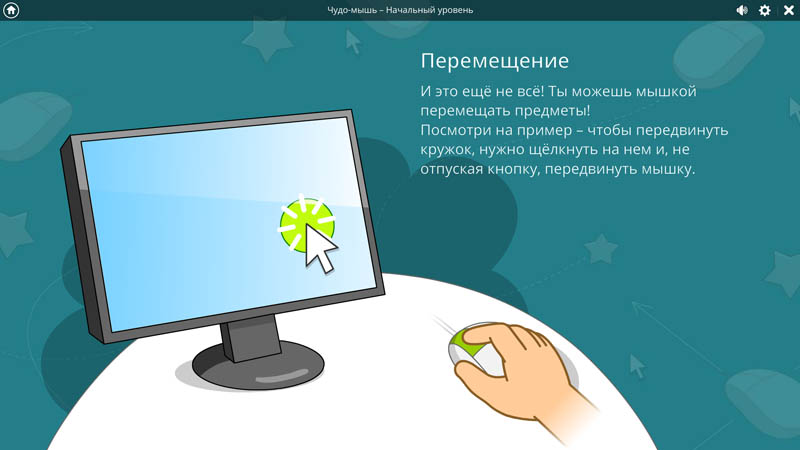 Чудо-мышь – Начальный уровень
Перемещение
И это ещё не всё! Ты можешь мышкой
перемещать предметы!
Посмотри на пример – чтобы передвинуть
кружок, нужно щёлкнуть на нем и, не
отпуская кнопку, передвинуть мышку.